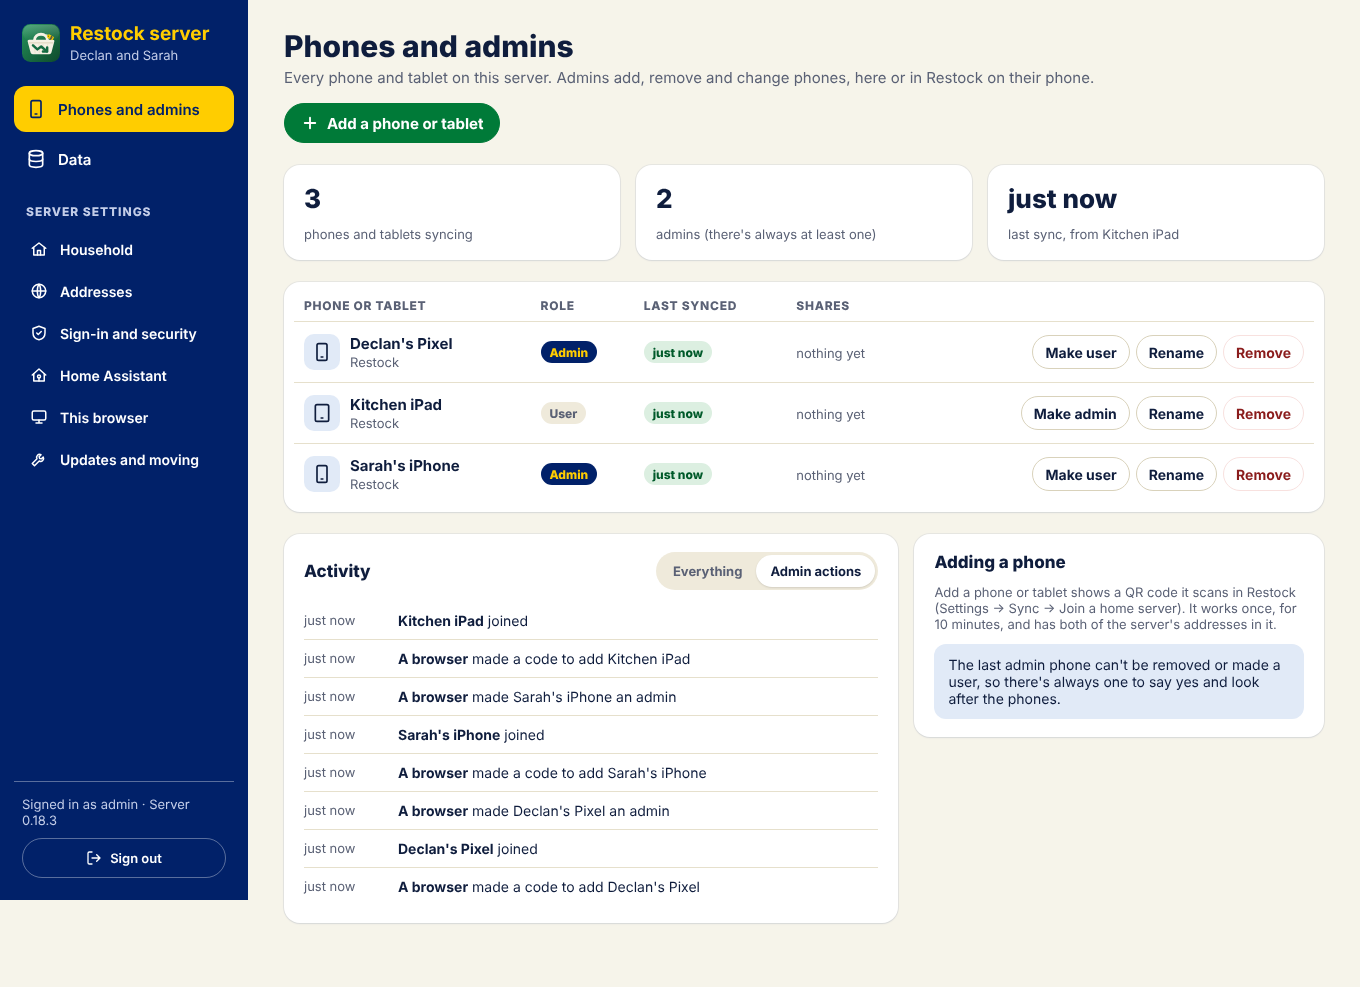 Restock server
Declan and Sarah
Phones and admins
Data
SERVER SETTINGS
Household
Addresses
Sign-in and security
Home Assistant
This browser
Updates and moving
Signed in as admin · Server
0.18.3
Sign out
Phones and admins
Every phone and tablet on this server. Admins add, remove and change phones, here or in Restock on their phone.
Add a phone or tablet
3
phones and tablets syncing
2
admins (there's always at least one)
just now
last sync, from Kitchen iPad
PHONE OR TABLET ROLE LAST SYNCED SHARES
Declan's Pixel
Restock
Admin just now nothing yet Make user Rename Remove
Kitchen iPad
Restock
User just now nothing yet Make admin Rename Remove
Sarah's iPhone
Restock
Admin just now nothing yet Make user Rename Remove
Activity Everything Admin actions
just now Kitchen iPad joined
just now A browser made a code to add Kitchen iPad
just now A browser made Sarah's iPhone an admin
just now Sarah's iPhone joined
just now A browser made a code to add Sarah's iPhone
just now A browser made Declan's Pixel an admin
just now Declan's Pixel joined
just now A browser made a code to add Declan's Pixel
Adding a phone
Add a phone or tablet shows a QR code it scans in Restock
(Settings → Sync → Join a home server). It works once, for
10 minutes, and has both of the server's addresses in it.
The last admin phone can't be removed or made a
user, so there's always one to say yes and look
after the phones.